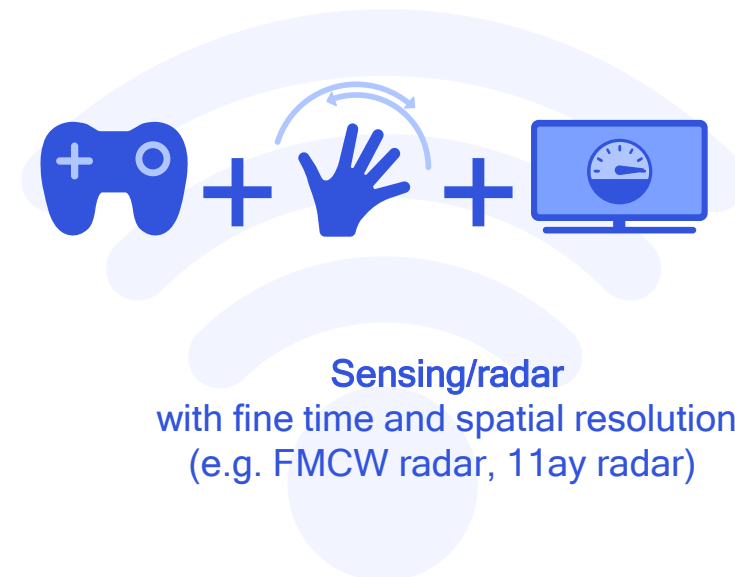 Sensing/radar
with fine time and spatial resolution
(e.g. FMCW radar, 11ay radar)